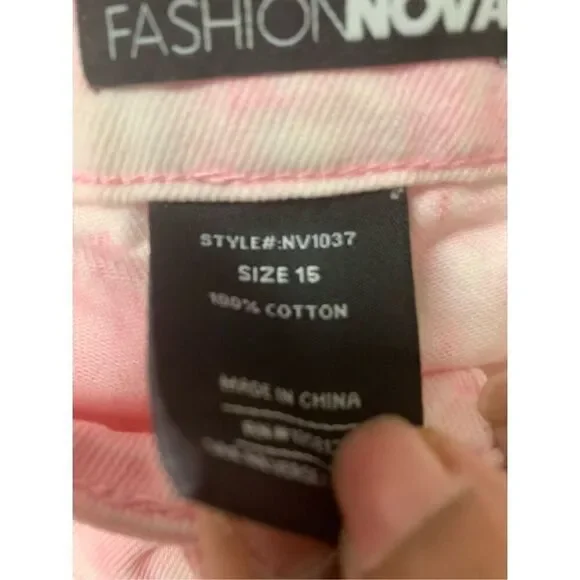 FASHIONNOVA
STYLE#:NV1037
SIZE 15
100% COTTON
MADE IN CHINA